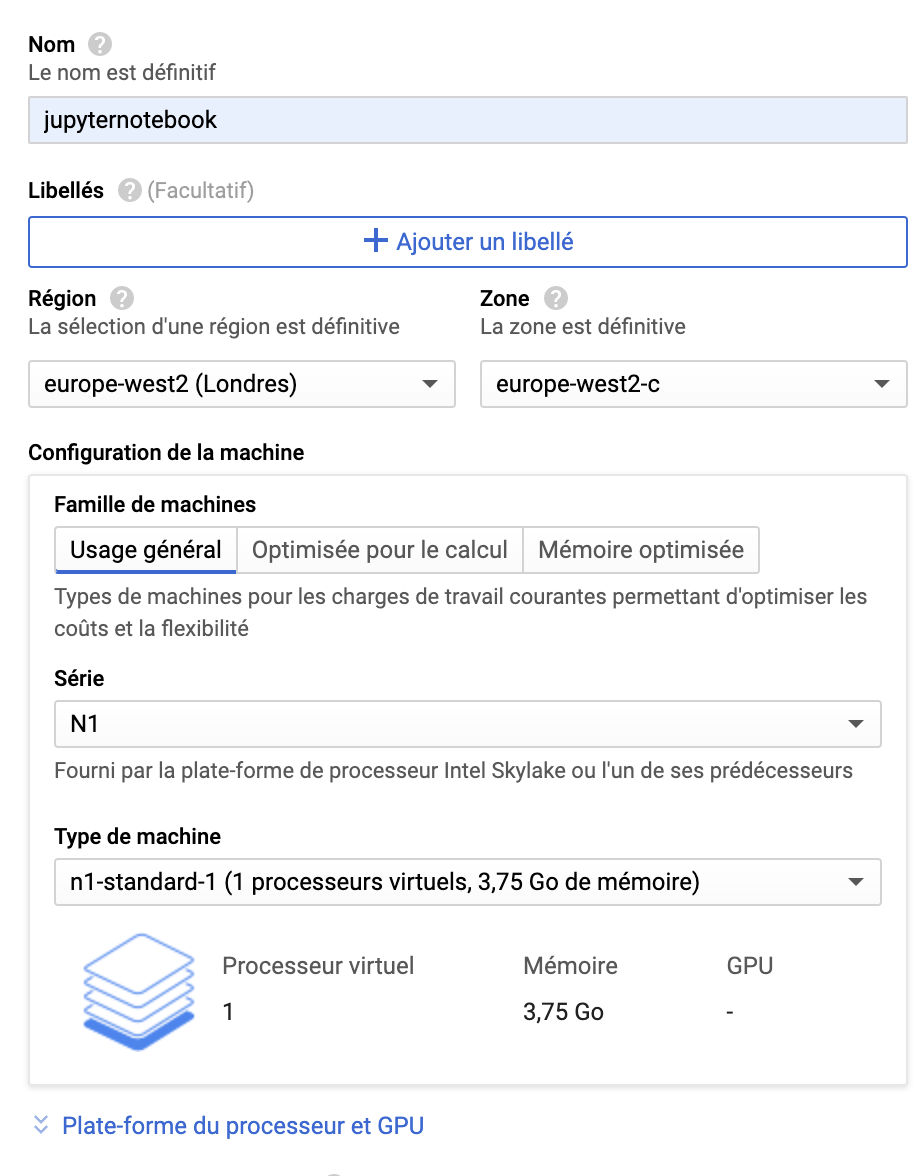 Nom
Le nom est définitif
jupyternotebook
Libellés (Facultatif)
Ajouter un libellé
Région
La sélection d'une région est définitive
Zone
La zone est définitive
europe-west2 (Londres)
europe-west2-c
Configuration de la machine
Famille de machines
Usage général
Optimisée pour le calcul
Mémoire optimisée
Types de machines pour les charges de travail courantes permettant d'optimiser les
coûts et la flexibilité
Série
N1
Fourni par la plate-forme de processeur Intel Skylake ou l'un de ses prédécesseurs
Type de machine
n1-standard-1 (1 processeurs virtuels, 3,75 Go de mémoire)
Processeur virtuel
Mémoire
GPU
1
3,75 Go
-
Plate-forme du processeur et GPU